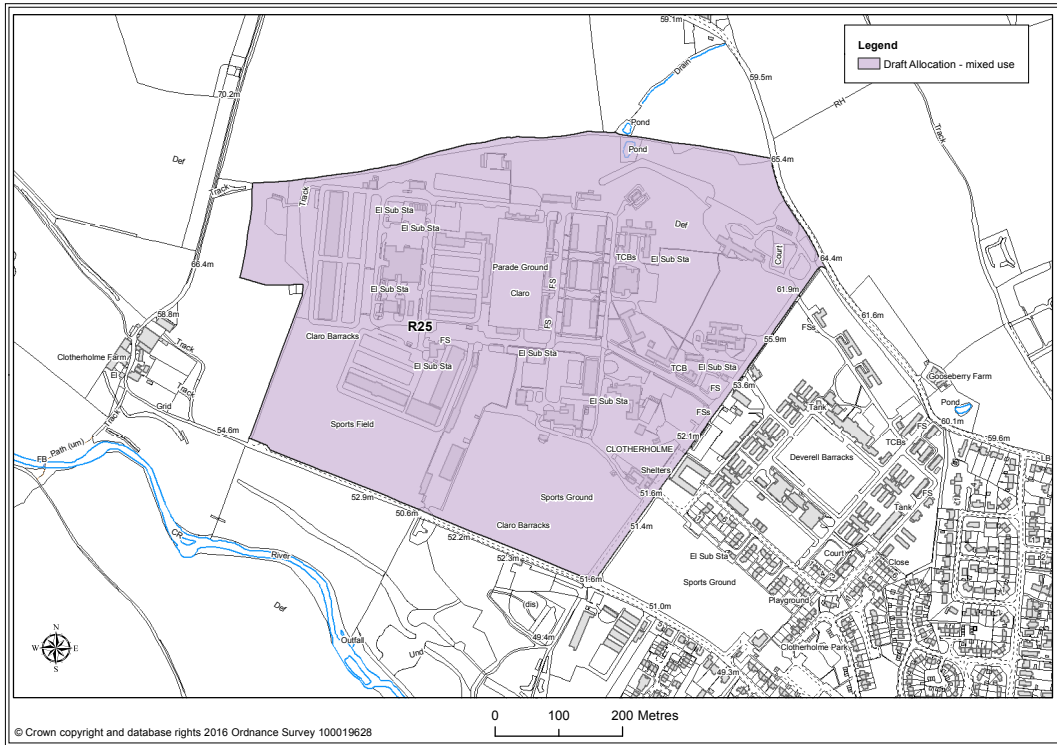 59.1m
Legend
Draft Allocation - mixed use
Drain
59.5m
70.2m
RH
Track
Pond
Pond
Def
65.4m
Track
Track
El Sub Sta
El Sub Sta
Def
TCBs
El Sub Sta
Court
64.4m
66.4m
Parade Ground
El Sub Sta
FS
Claro
61.9m
58.8m
R25
FS
FSs
61.6m
Claro Barracks
FS
55.9m
Track
Clotherholme Farm
El Sub Sta
El Sub Sta
TCB
El Sub Sta
El
Gooseberry Farm
53.6m
FS
Track
El Sub Sta
Pond
Grid
Tank
FSs
Track
60.1m
FS
Sports Field
54.6m
52.1m
TCBs
59.6m
CLOTHERHOLME
FB
Path (um)
Deverell Barracks
LB
Shelters
52.9m
Sports Ground
51.6m
FS
50.6m
Tank
Claro Barracks
51.4m
CR
52.2m
River
El Sub Sta
Court
52.3m
Close
51.6m
Sports Ground
Def
(dis)
51.0m
Playground
49.4m
Outfall
Clotherholme Park
Und
49.3m
N
W
E
S
0 100 200 Metres
© Crown copyright and database rights 2016 Ordnance Survey 100019628